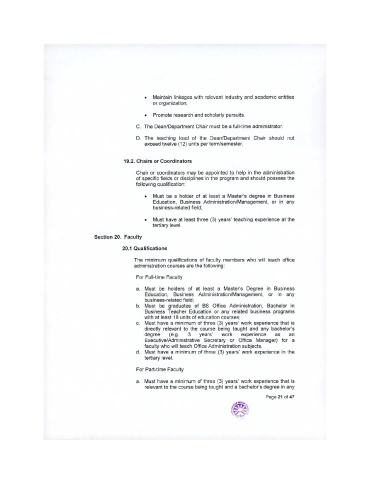 • Maintain linkages with relevant industry and academic entities
or organization;
• Promote research and scholarly pursuits.
C. The Dean/Department Chair must be a full-time administrator.
D. The teaching load of the Dean/Department Chair should not
exceed twelve (12) units per term/semester.
19.2. Chairs or Coordinators
Chair or coordinators may be appointed to help in the administration
of specific fields or disciplines in the program and should possess the
following qualification:
• Must be a holder of at least a Master's degree in Business
Education, Business Administration/Management, or in any
business-related field;
• Must have at least three (3) years' teaching experience at the
tertiary level.
Section 20. Faculty
20.1 Qualifications
The minimum qualifications of faculty members who will teach office
administration courses are the following:
For Full-time Faculty
a. Must be holders of at least a Master's Degree in Business
Education, Business Administration/Management, or in any
business-related field;
b. Must be graduates of BS Office Administration, Bachelor in
Business Teacher Education or any related business programs
with at least 18 units of education courses
c. Must have a minimum of three (3) years' work experience that is
directly relevant to the course being taught and any bachelor's
degree (e.g. 3 years' work experience as an
Executive/Administrative Secretary or Office Manager) for a
faculty who will teach Office Administration subjects.
d. Must have a minimum of three (3) years' work experience in the
tertiary level.
For Part-time Faculty
a. Must have a minimum of three (3) years' work experience that is
relevant to the course being taught and a bachelor's degree in any
Page 21 of 47